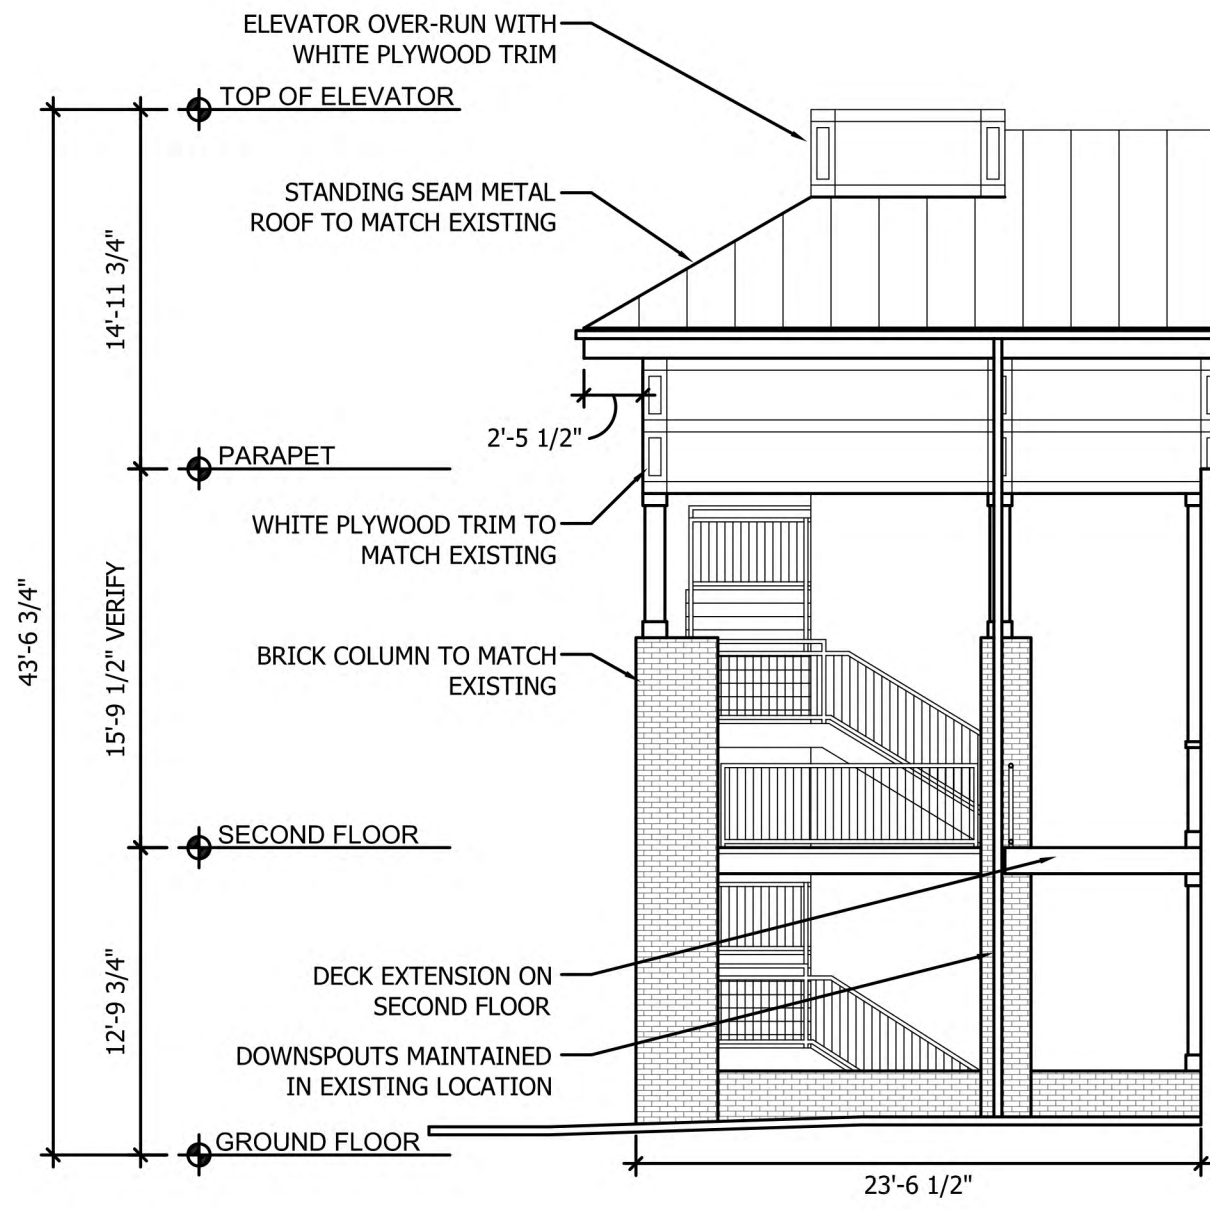 ELEVATOR OVER-RUN WITH
WHITE PLYWOOD TRIM
TOP OF ELEVATOR
STANDING SEAM METAL
ROOF TO MATCH EXISTING
14'-11 3/4"
2'-5 1/2"
PARAPET
WHITE PLYWOOD TRIM TO
MATCH EXISTING
43'-6 3/4"
15'-9 1/2" VERIFY
BRICK COLUMN TO MATCH
EXISTING
SECOND FLOOR
12'-9 3/4"
DECK EXTENSION ON
SECOND FLOOR
DOWNSPOUTS MAINTAINED
IN EXISTING LOCATION
GROUND FLOOR
23'-6 1/2"